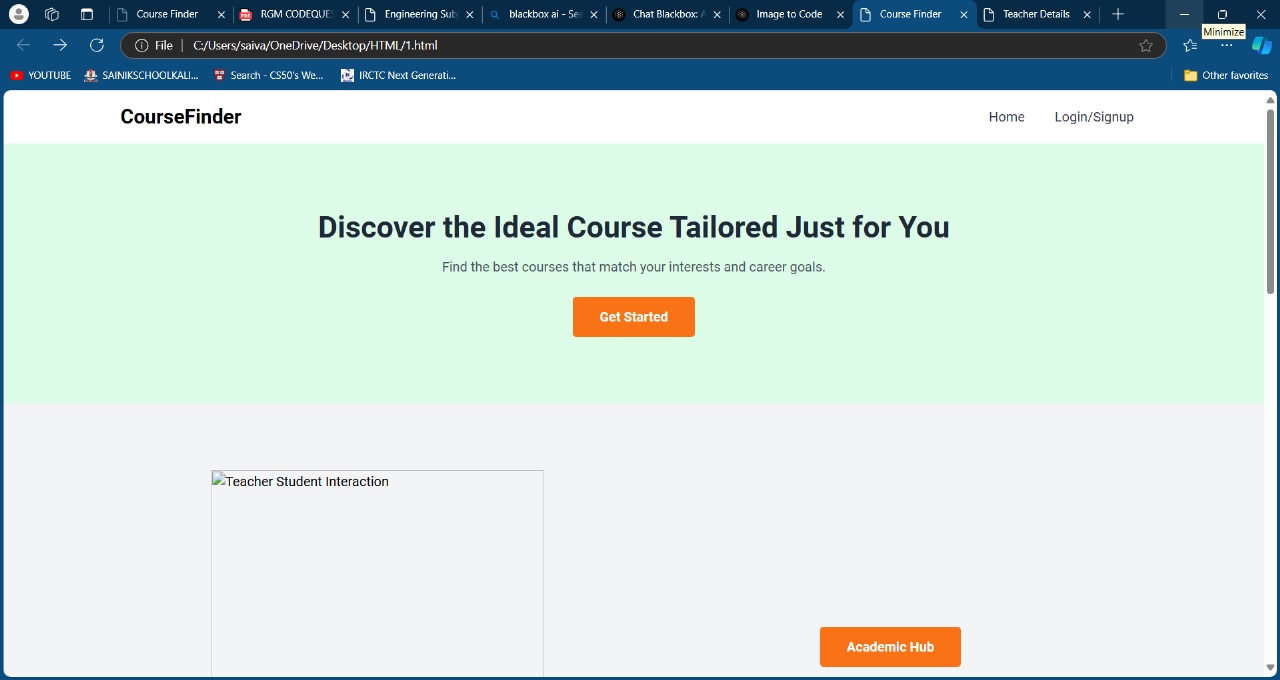 Course Finder
RGM CODEQUES
Engineering Sub
blackbox ai - Sea
Chat Blackbox: A
Image to Code
Course Finder
Teacher Details
Minimize
File
C:/Users/saiva/OneDrive/Desktop/HTML/1.html
YOUTUBE
SAINIKSCHOOLKALI...
Search - CS50's We...
IRCTC Next Generati...
Other favorites
CourseFinder
Home
Login/Signup
Discover the Ideal Course Tailored Just for You
Find the best courses that match your interests and career goals.
Get Started
Teacher Student Interaction
Academic Hub